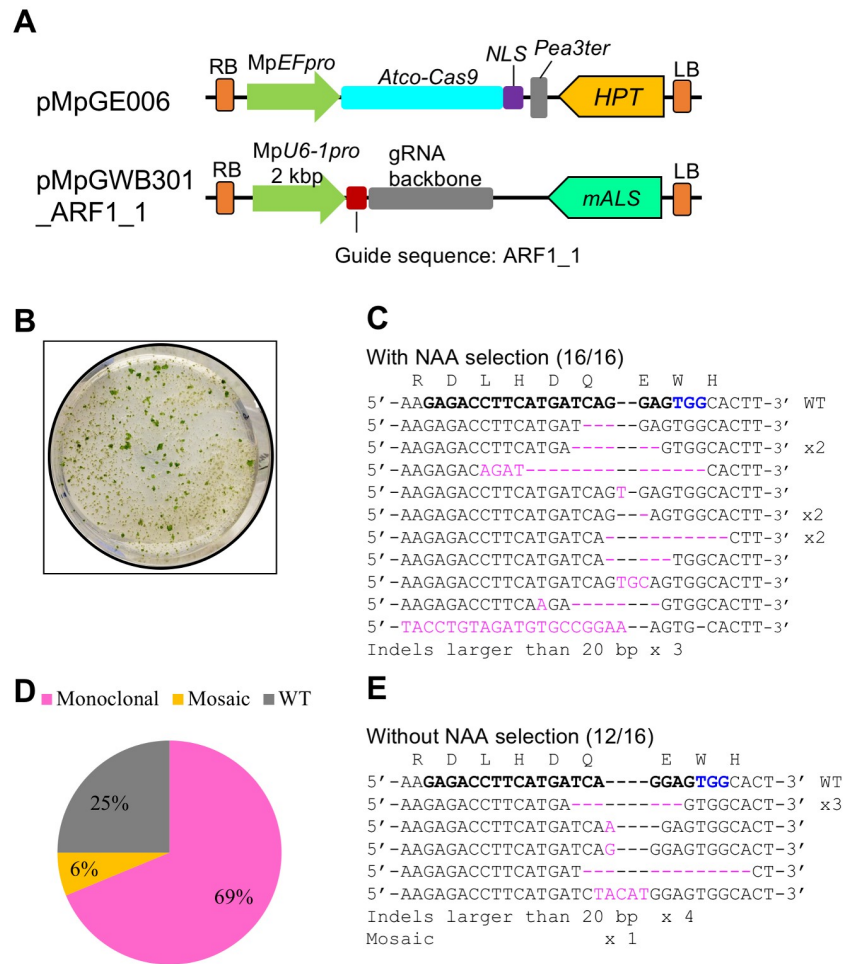 A
RB
MpEFpro
Atco-Cas9
NLS
Pea3ter
LB
pMpGE006
HPT
RB
MpU6-1pro
2 kbp
gRNA
backbone
LB
pMpGWB301
_ARF1_1
mALS
Guide sequence: ARF1_1
B
C
With NAA selection (16/16)
R D L H D Q E W H
5′-AAGAGACCTTCATGATCAG--GAGTGGCACTT-3′ WT
5′-AAGAGACCTTCATGAT-----GAGTGGCACTT-3′
5′-AAGAGACCTTCATGA--------GTGGCACTT-3′ x2
5′-AAGAGACAGAT-----------------CACTT-3′
5′-AAGAGACCTTCATGATCAGT-GAGTGGCACTT-3′
5′-AAGAGACCTTCATGATCAG---AGTGGCACTT-3′ x2
5′-AAGAGACCTTCATGATCA------------CTT-3′ x2
5′-AAGAGACCTTCATGATCA------TGGCACTT-3′
5′-AAGAGACCTTCATGATCAGTGCAGTGGCACTT-3′
5′-AAGAGACCTTCAAGA--------GTGGCACTT-3′
5′-TACCTGTAGATGTGCCGGAA--AGTG-CACTT-3′
Indels larger than 20 bp x 3
D
Monoclonal Mosaic WT
25%
6%
69%
E
Without NAA selection (12/16)
R D L H D Q E W H
5′-AAGAGACCTTCATGATCA----GGAGTGGCACT-3′ WT
5′-AAGAGACCTTCATGA----------GTGGCACT-3′ x3
5′-AAGAGACCTTCATGATCAA----GAGTGGCACT-3′
5′-AAGAGACCTTCATGATCAG---GGAGTGGCACT-3′
5′-AAGAGACCTTCATGAT---------------CT-3′
5′-AAGAGACCTTCATGATCTACATGGAGTGGCACT-3′
Indels larger than 20 bp x 4
Mosaic x 1